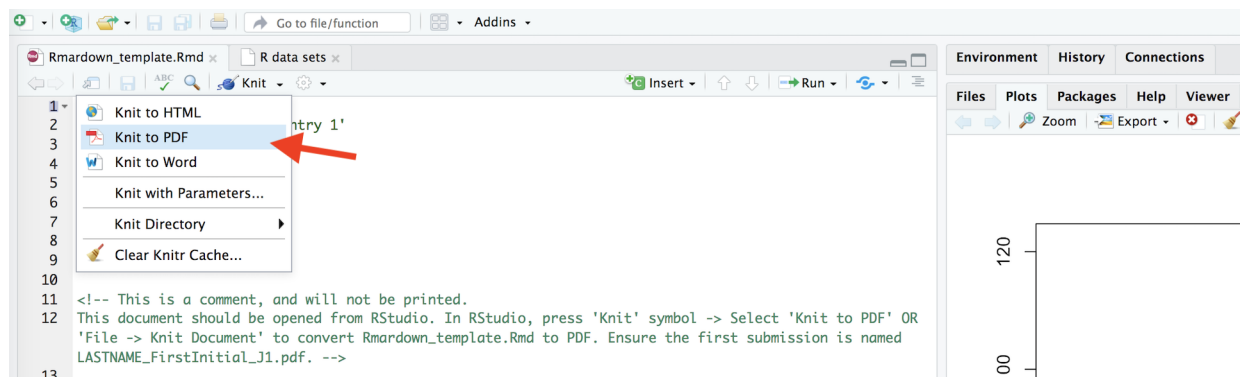 Go to file/function Addins
Rmardown_template.Rmd × R data sets ×
ABC Knit Insert Run
1
2 ntry 1'
3
4
5
6
7
8
9
10
11 <!-- This is a comment, and will not be printed.
12 This document should be opened from RStudio. In RStudio, press 'Knit' symbol -> Select 'Knit to PDF' OR
'File -> Knit Document' to convert Rmardown_template.Rmd to PDF. Ensure the first submission is named
LASTNAME_FirstInitial_J1.pdf. -->
13
Knit to HTML
Knit to PDF
Knit to Word
Knit with Parameters...
Knit Directory
Clear Knitr Cache...
Environment History Connections
Files Plots Packages Help Viewer
Zoom Export
120
00